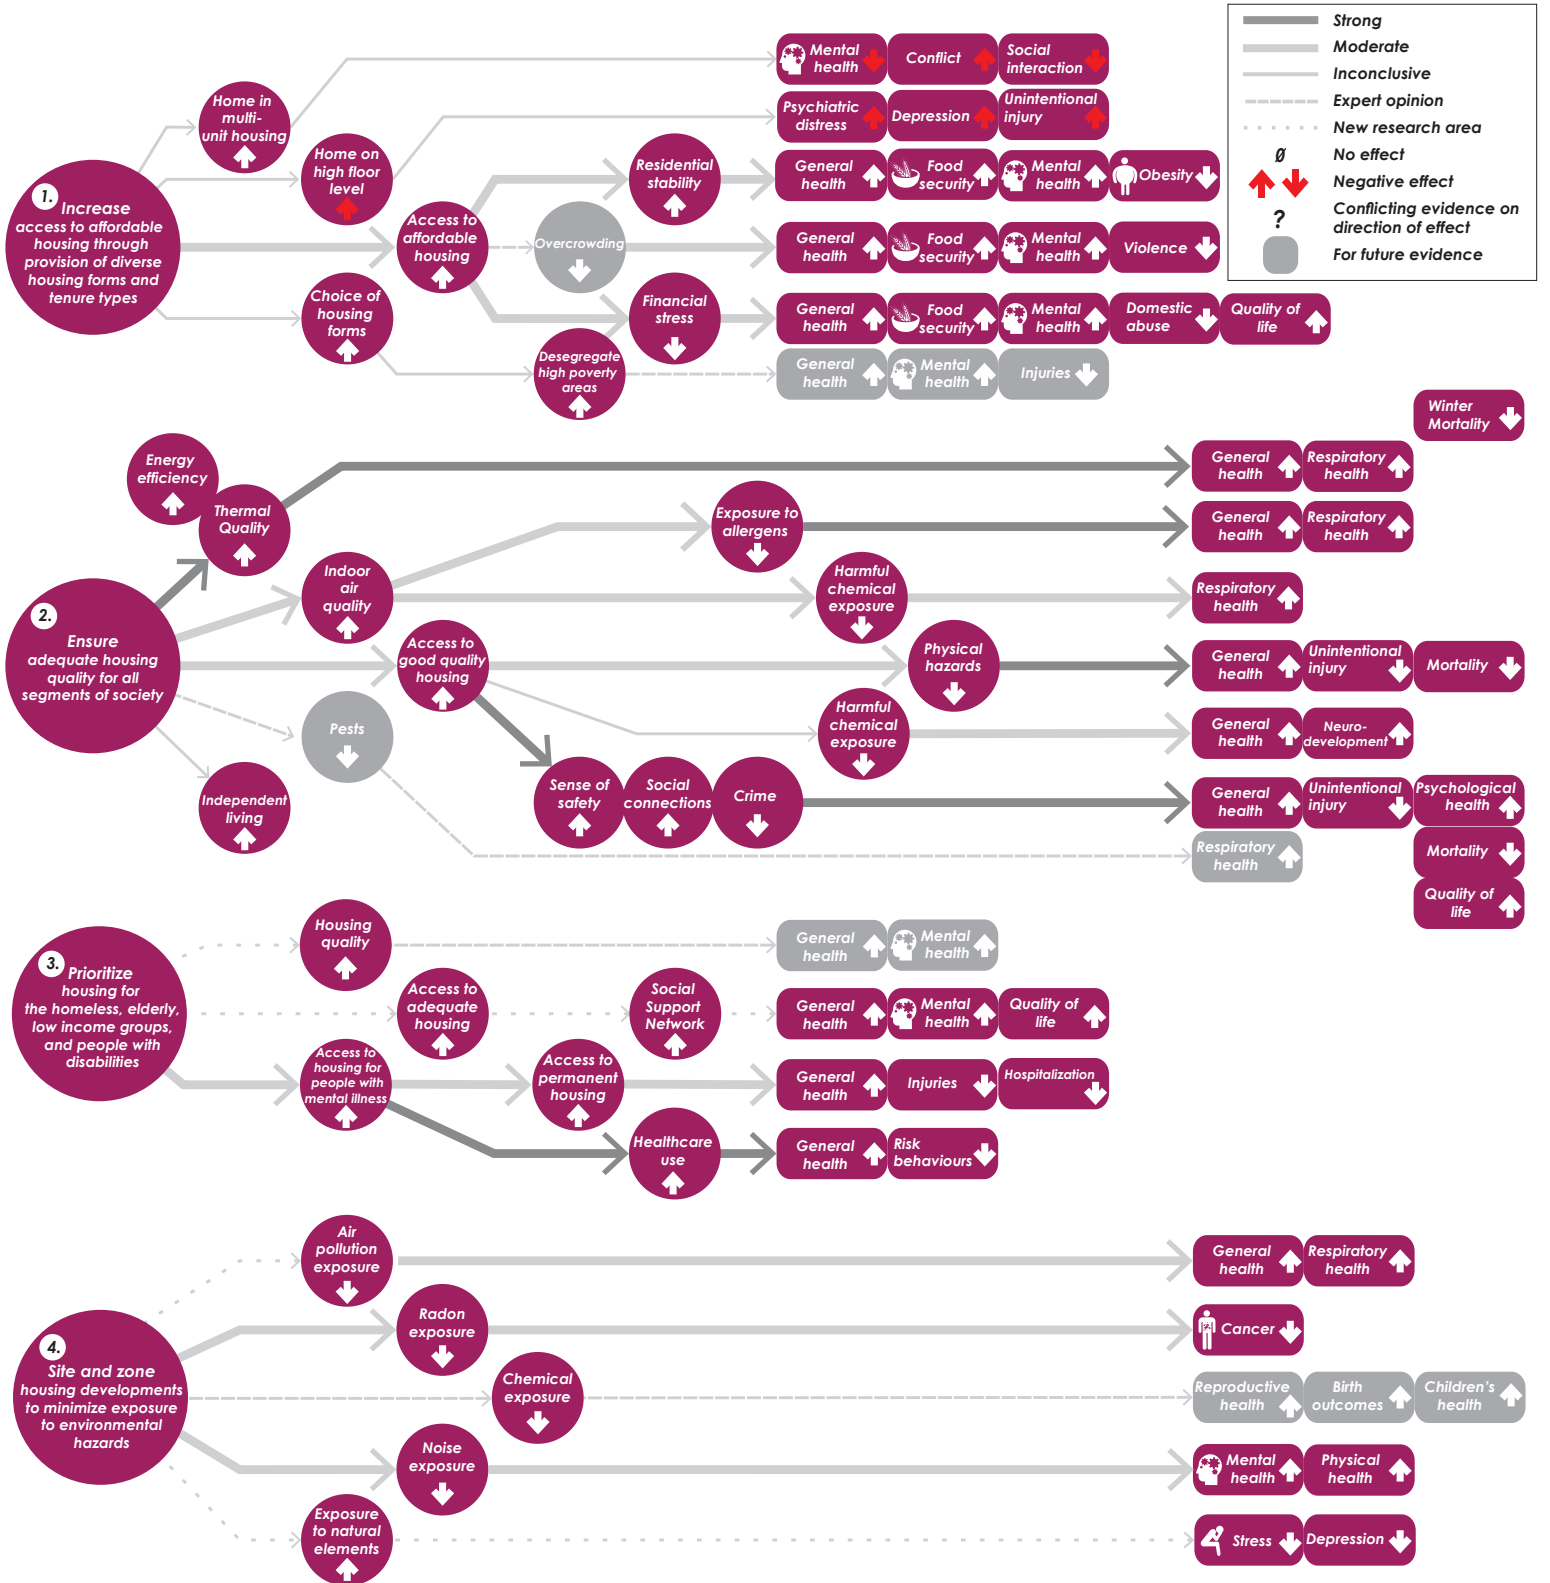 Strong
Moderate
Inconclusive
Expert opinion
New research area
Ø
No effect
Negative effect
?
Conflicting evidence on
direction of effect
For future evidence
1.
Increase
access to affordable
housing through
provision of diverse
housing forms and
tenure types
Home in
multi-
unit housing
Home on
high floor
level
Choice of
housing
forms
Access to
affordable
housing
Residential
stability
Overcrowding
Financial
stress
Desegregate
high poverty
areas
Mental
health
Conflict
Social
interaction
Psychiatric
distress
Depression
Unintentional
injury
General
health
Food
security
Mental
health
Obesity
General
health
Food
security
Mental
health
Violence
General
health
Food
security
Mental
health
Domestic
abuse
Quality of
life
General
health
Mental
health
Injuries
2.
Ensure
adequate housing
quality for all
segments of society
Energy
efficiency
Thermal
Quality
Indoor
air
quality
Access to
good quality
housing
Pests
Independent
living
Exposure to
allergens
Harmful
chemical
exposure
Physical
hazards
Harmful
chemical
exposure
Sense of
safety
Social
connections
Crime
Winter
Mortality
General
health
Respiratory
health
General
health
Respiratory
health
Respiratory
health
General
health
Unintentional
injury
Mortality
General
health
Neuro-
development
General
health
Unintentional
injury
Psychological
health
Respiratory
health
Mortality
Quality of
life
3.
Prioritize
housing for
the homeless, elderly,
low income groups,
and people with
disabilities
Housing
quality
Access to
adequate
housing
Social
Support
Network
Access to
housing for
people with
mental illness
Access to
permanent
housing
Healthcare
use
General
health
Mental
health
General
health
Mental
health
Quality of
life
General
health
Injuries
Hospitalization
General
health
Risk
behaviours
4.
Site and zone
housing developments
to minimize exposure
to environmental
hazards
Air
pollution
exposure
Radon
exposure
Chemical
exposure
Noise
exposure
Exposure
to natural
elements
General
health
Respiratory
health
Cancer
Reproductive
health
Birth
outcomes
Children's
health
Mental
health
Physical
health
Stress
Depression